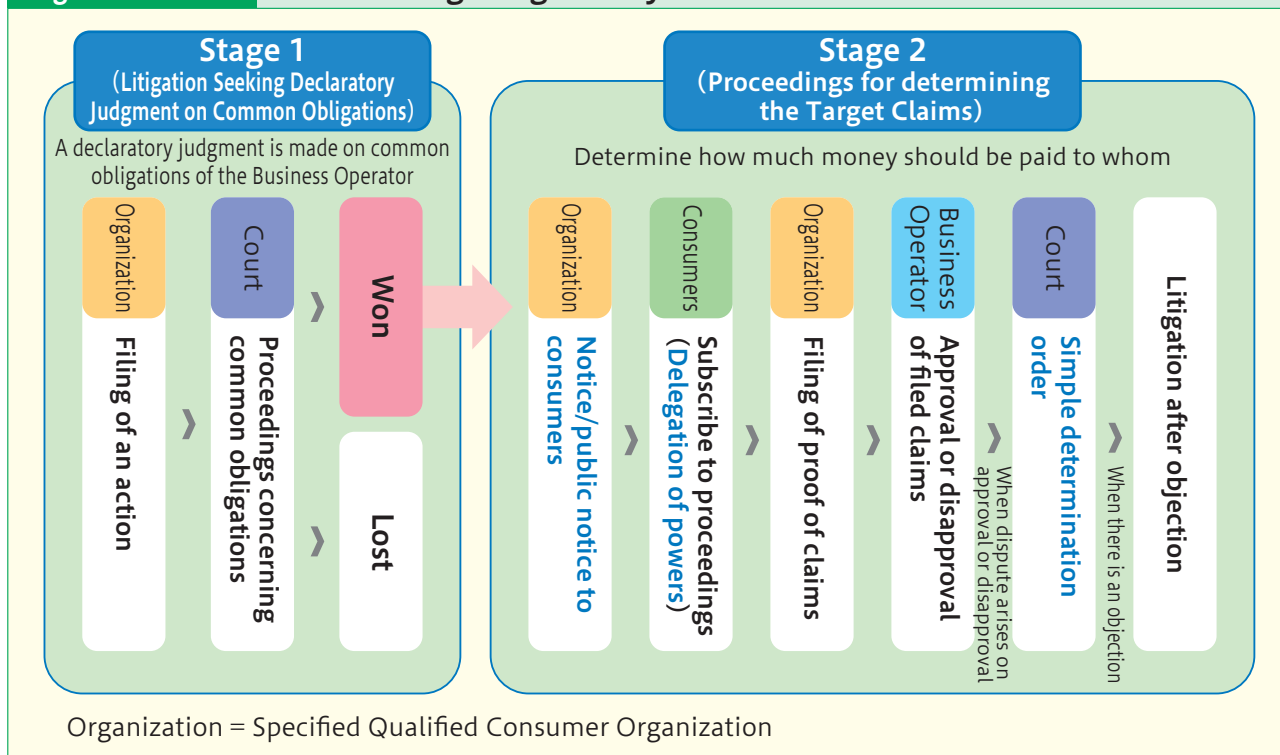 Stage 1
(Litigation Seeking Declaratory
Judgment on Common Obligations)
A declaratory judgment is made on common
obligations of the Business Operator
Organization
Filing of an action
Court
Proceedings concerning
common obligations
Won
Lost
Stage 2
(Proceedings for determining
the Target Claims)
Determine how much money should be paid to whom
Organization
Notice/public notice to
consumers
Consumers
Subscribe to proceedings
(Delegation of powers)
Organization
Filing of proof of claims
Business
Operator
Approval or disapproval
of filed claims
When dispute arises on
approval or disapproval
Court
Simple determination
order
When there is an objection
Litigation after objection
Organization = Specified Qualified Consumer Organization